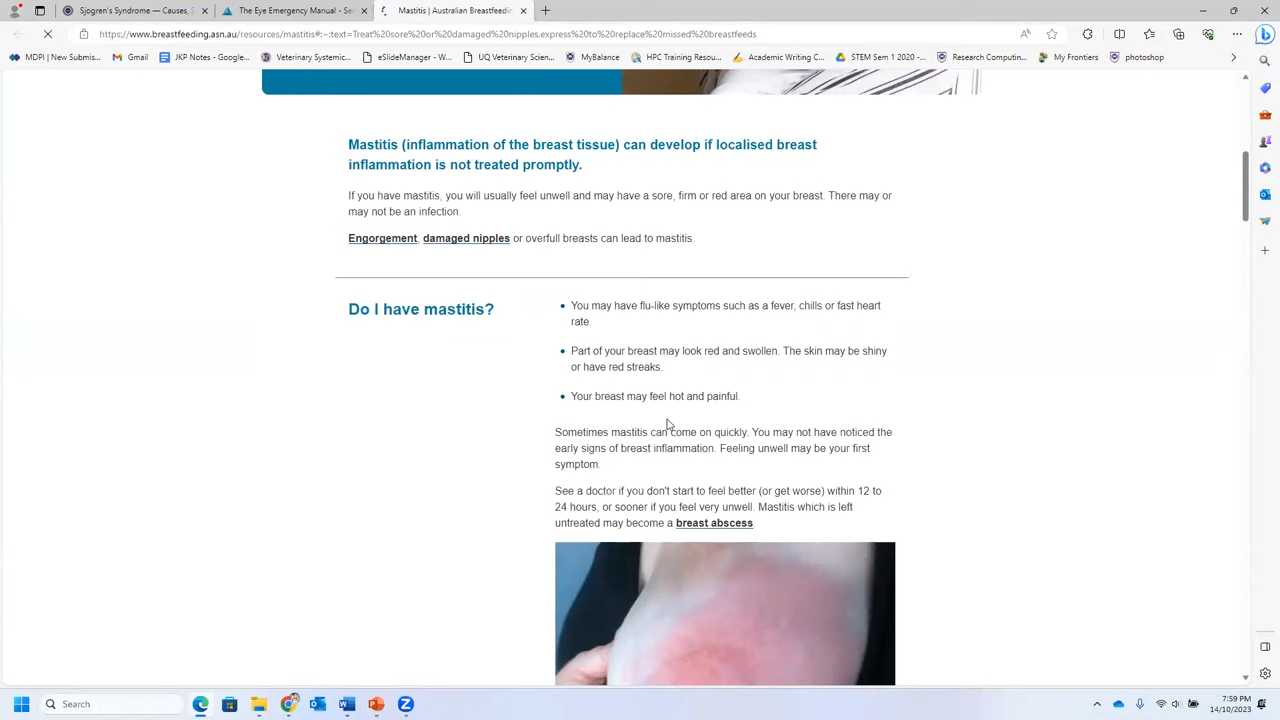 Sjogren's Syndrome — Causes, S
The Eye Emergency Manual - Sec
Mastitis | Australian Breastfeedin
https://www.breastfeeding.asn.au/resources/mastitis#:~:text=Treat%20sore%20or%20damaged%20nipples.express%20to%20replace%20missed%20breastfeeds
MDPI | New Submis...
Gmail
JKP Notes - Google...
Veterinary Systemic...
eSlideManager - W...
UQ Veterinary Scien...
MyBalance
HPC Training Resou...
Academic Writing C...
STEM Sem 1 2020 -...
Research Computin...
My Frontiers
photoshop
Mastitis (inflammation of the breast tissue) can develop if localised breast
inflammation is not treated promptly.
If you have mastitis, you will usually feel unwell and may have a sore, firm or red area on your breast. There may or
may not be an infection.
Engorgement, damaged nipples or overfull breasts can lead to mastitis.
Do I have mastitis?
You may have flu-like symptoms such as a fever, chills or fast heart
rate.
Part of your breast may look red and swollen. The skin may be shiny
or have red streaks.
Your breast may feel hot and painful.
Sometimes mastitis can come on quickly. You may not have noticed the
early signs of breast inflammation. Feeling unwell may be your first
symptom.
See a doctor if you don't start to feel better (or get worse) within 12 to
24 hours, or sooner if you feel very unwell. Mastitis which is left
untreated may become a breast abscess.
Search
7:59 PM
14/10/2023